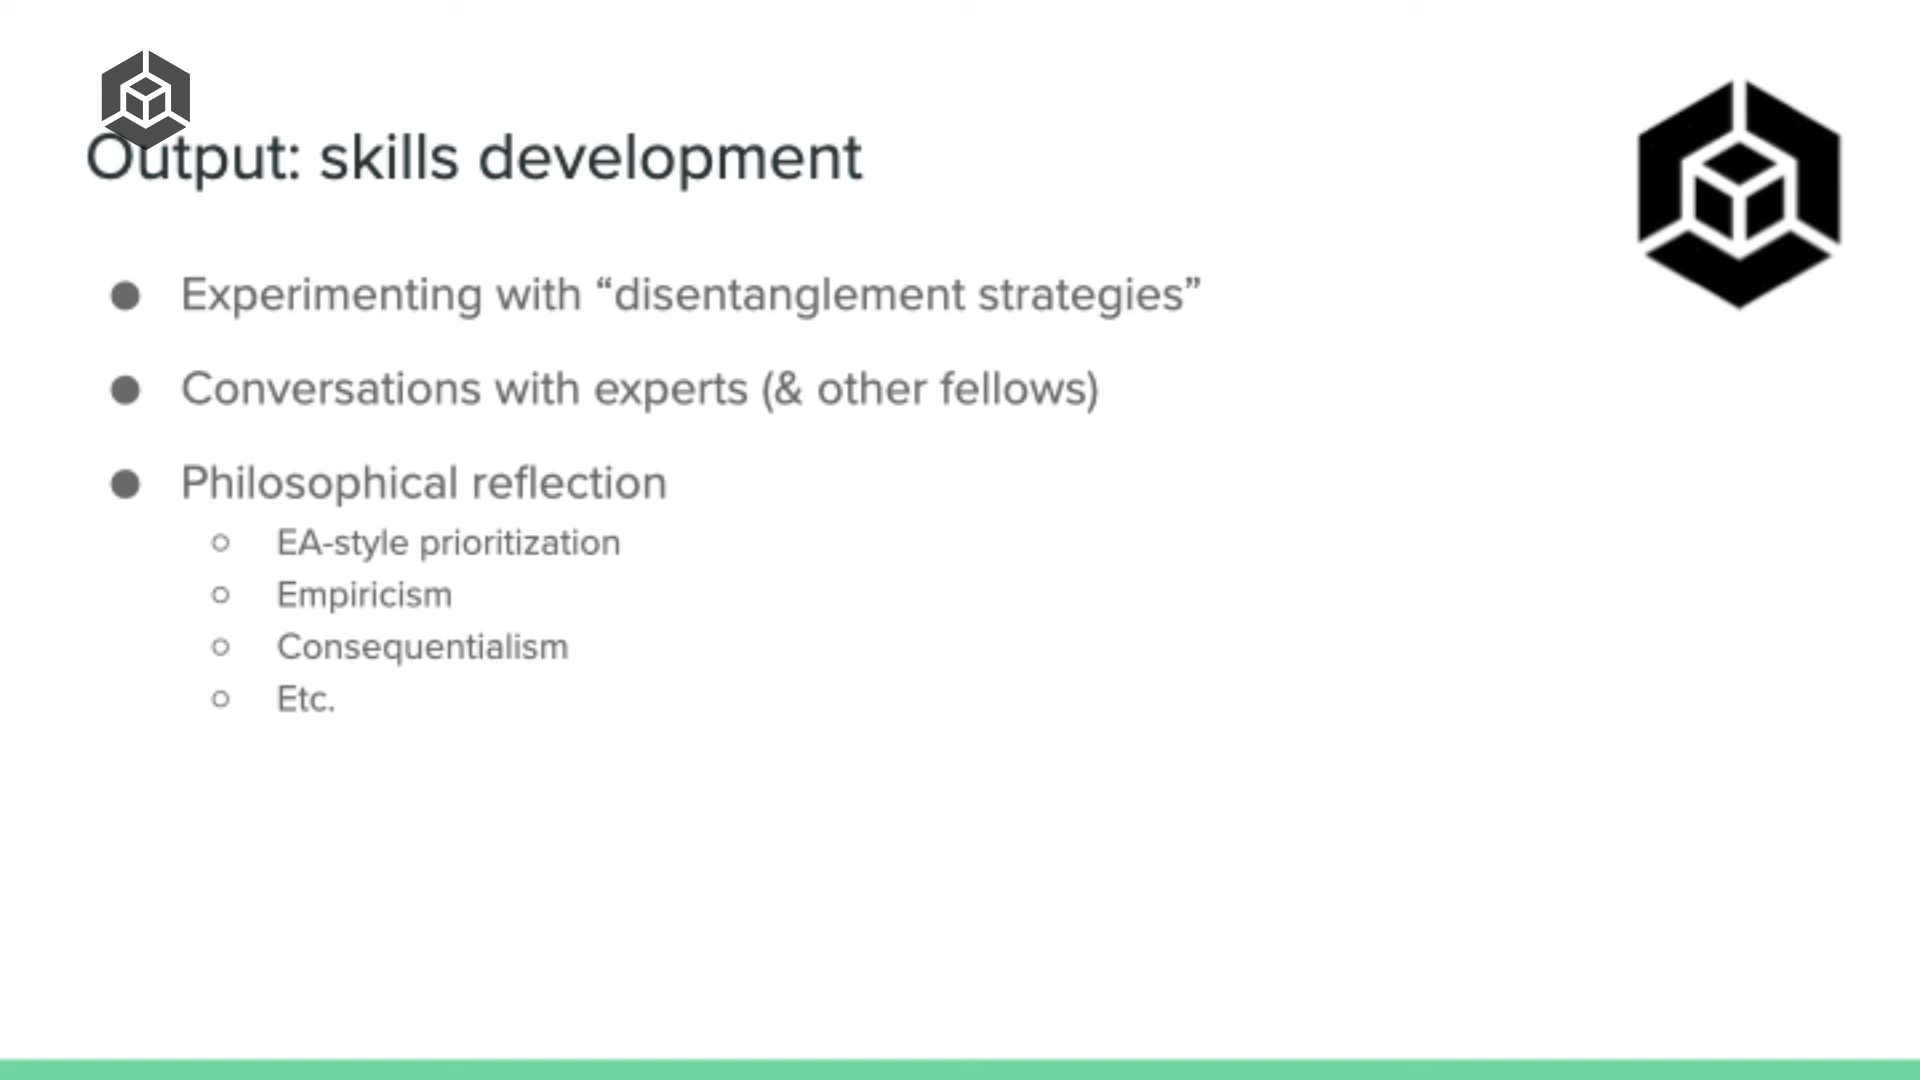 Output: skills development
Experimenting with “disentanglement strategies”
Conversations with experts (& other fellows)
Philosophical reflection
EA-style prioritization
Empiricism
Consequentialism
Etc.